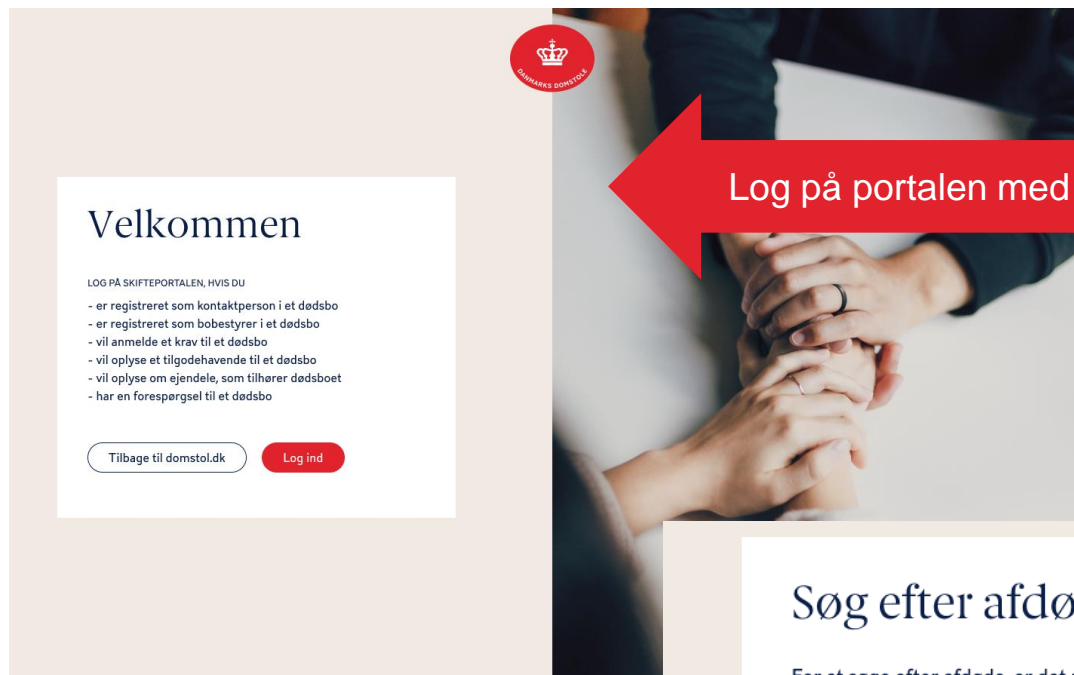 DANMARKS DOMSTOLE
Log på portalen med
Velkommen
LOG PÅ SKIFTEPORTALEN, HVIS DU
- er registreret som kontaktperson i et dødsbo
- er registreret som bobestyrer i et dødsbo
- vil anmelde et krav til et dødsbo
- vil oplyse et tilgodehavende til et dødsbo
- vil oplyse om ejendele, som tilhører dødsboet
- har en forespørgsel til et dødsbo
Tilbage til domstol.dk
Log ind
Søg efter afdø